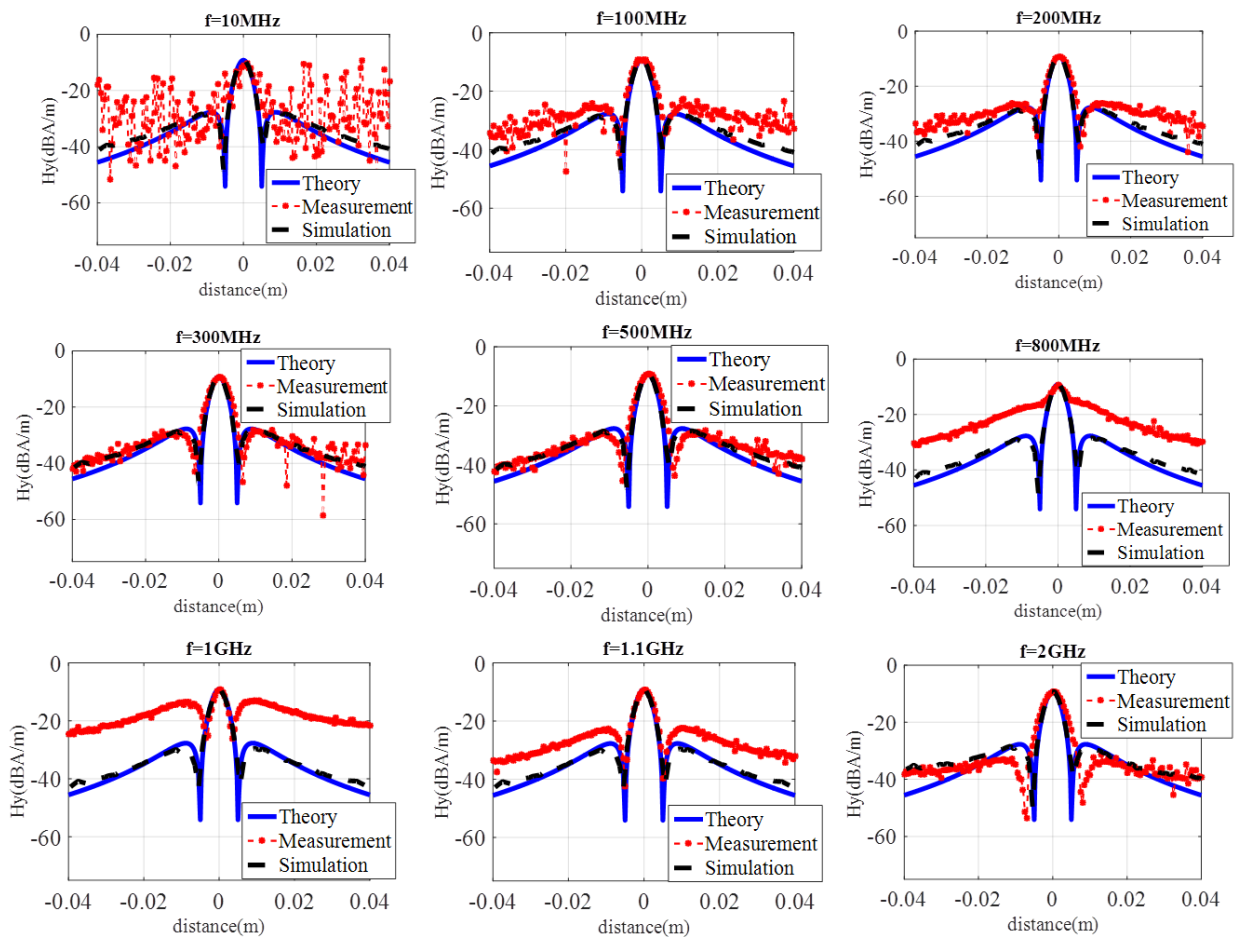 f=10MHz
0
-20
-40
-60
Hy(dBA/m)
Theory
Measurement
Simulation
-0.04
-0.02
0
0.02
0.04
distance(m)
f=100MHz
0
-20
-40
-60
Hy(dBA/m)
Theory
Measurement
Simulation
-0.04
-0.02
0
0.02
0.04
distance(m)
f=200MHz
0
-20
-40
-60
Hy(dBA/m)
Theory
Measurement
Simulation
-0.04
-0.02
0
0.02
0.04
distance(m)
f=300MHz
0
-20
-40
-60
Hy(dBA/m)
Theory
Measurement
Simulation
-0.04
-0.02
0
0.02
0.04
distance(m)
f=500MHz
0
-20
-40
-60
Hy(dBA/m)
Theory
Measurement
Simulation
-0.04
-0.02
0
0.02
0.04
distance(m)
f=800MHz
0
-20
-40
-60
Hy(dBA/m)
Theory
Measurement
Simulation
-0.04
-0.02
0
0.02
0.04
distance(m)
f=1GHz
0
-20
-40
-60
Hy(dBA/m)
Theory
Measurement
Simulation
-0.04
-0.02
0
0.02
0.04
distance(m)
f=1.1GHz
0
-20
-40
-60
Hy(dBA/m)
Theory
Measurement
Simulation
-0.04
-0.02
0
0.02
0.04
distance(m)
f=2GHz
0
-20
-40
-60
Hy(dBA/m)
Theory
Measurement
Simulation
-0.04
-0.02
0
0.02
0.04
distance(m)